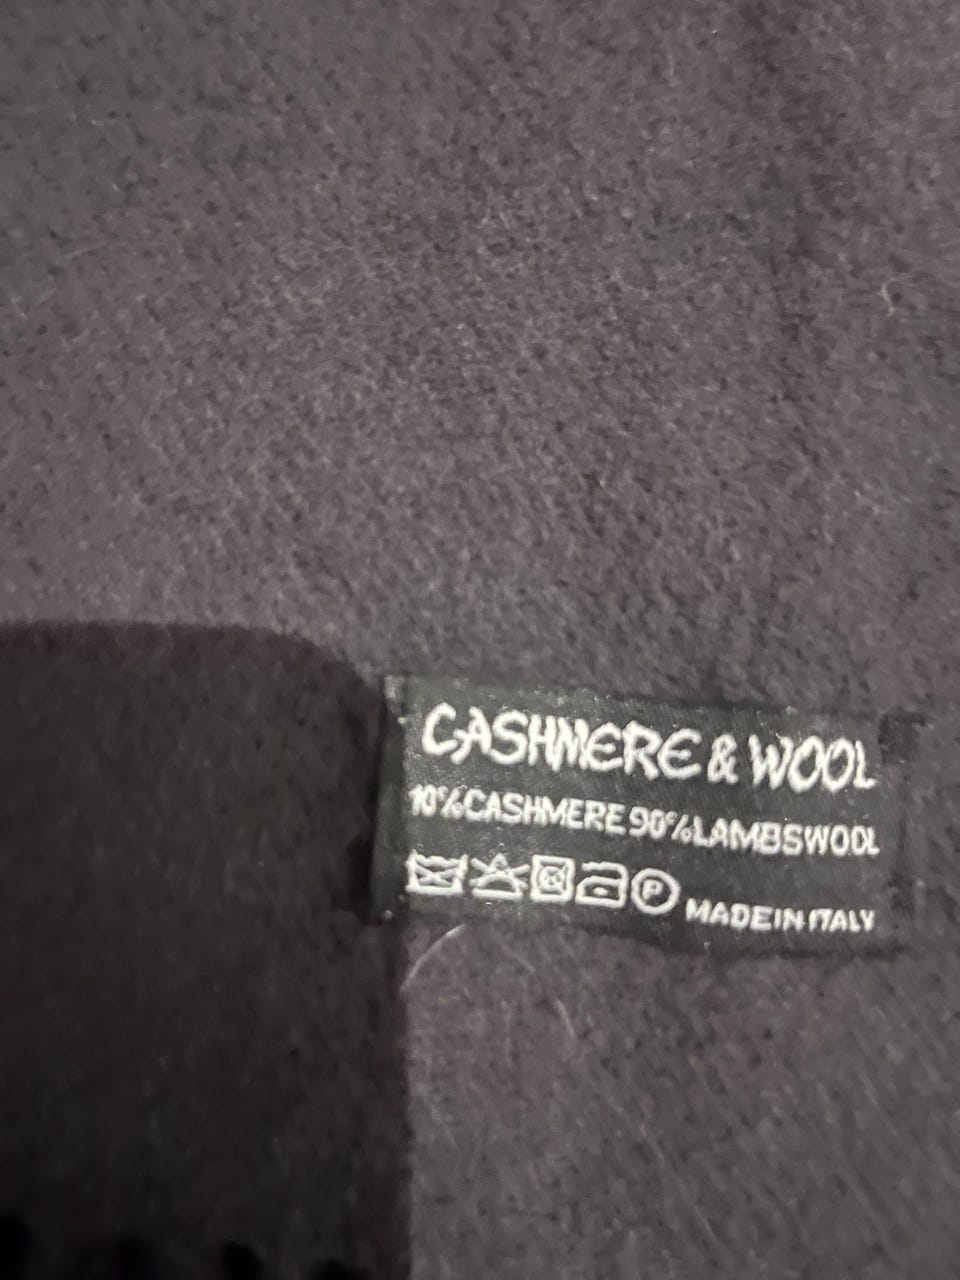 CASHMERE & WOOL
10%CASHMERE 90%LAMBSWOOL
P MADE IN ITALY